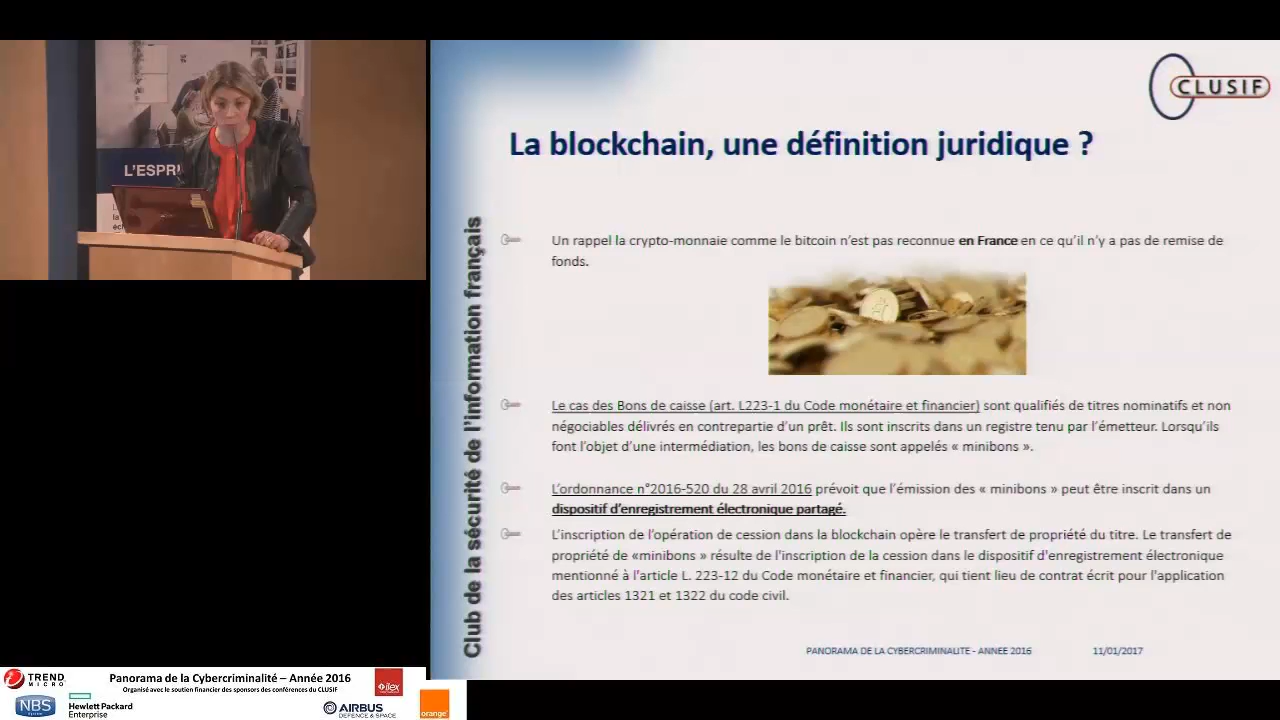 L'ESPRI
CLUSIF
La blockchain, une définition juridique ?
Club de la sécurité de l'information français
Un rappel la crypto-monnaie comme le bitcoin n'est pas reconnue en France en ce qu'il n'y a pas de remise de
fonds.
Le cas des Bons de caisse (art. L223-1 du Code monétaire et financier) sont qualifiés de titres nominatifs et non
négociables délivrés en contrepartie d'un prêt. Ils sont inscrits dans un registre tenu par l'émetteur. Lorsqu'ils
font l'objet d'une intermédiation, les bons de caisse sont appelés « minibons ».
L'ordonnance n°2016-520 du 28 avril 2016 prévoit que l'émission des « minibons » peut être inscrit dans un
dispositif d'enregistrement électronique partagé.
L'inscription de l'opération de cession dans la blockchain opère le transfert de propriété du titre. Le transfert de
propriété de «minibons » résulte de l'inscription de la cession dans le dispositif d'enregistrement électronique
mentionné à l'article L. 223-12 du Code monétaire et financier, qui tient lieu de contrat écrit pour l'application
des articles 1321 et 1322 du code civil.
PANORAMA DE LA CYBERCRIMINALITE - ANNEE 2016
11/01/2017
TREND
MICRO
Panorama de la Cybercriminalité – Année 2016
Organisé avec le soutien financier des sponsors des conférences du CLUSIF
ilex
NBS
Hewlett Packard
Enterprise
AIRBUS
DEFENCE & SPACE
orange